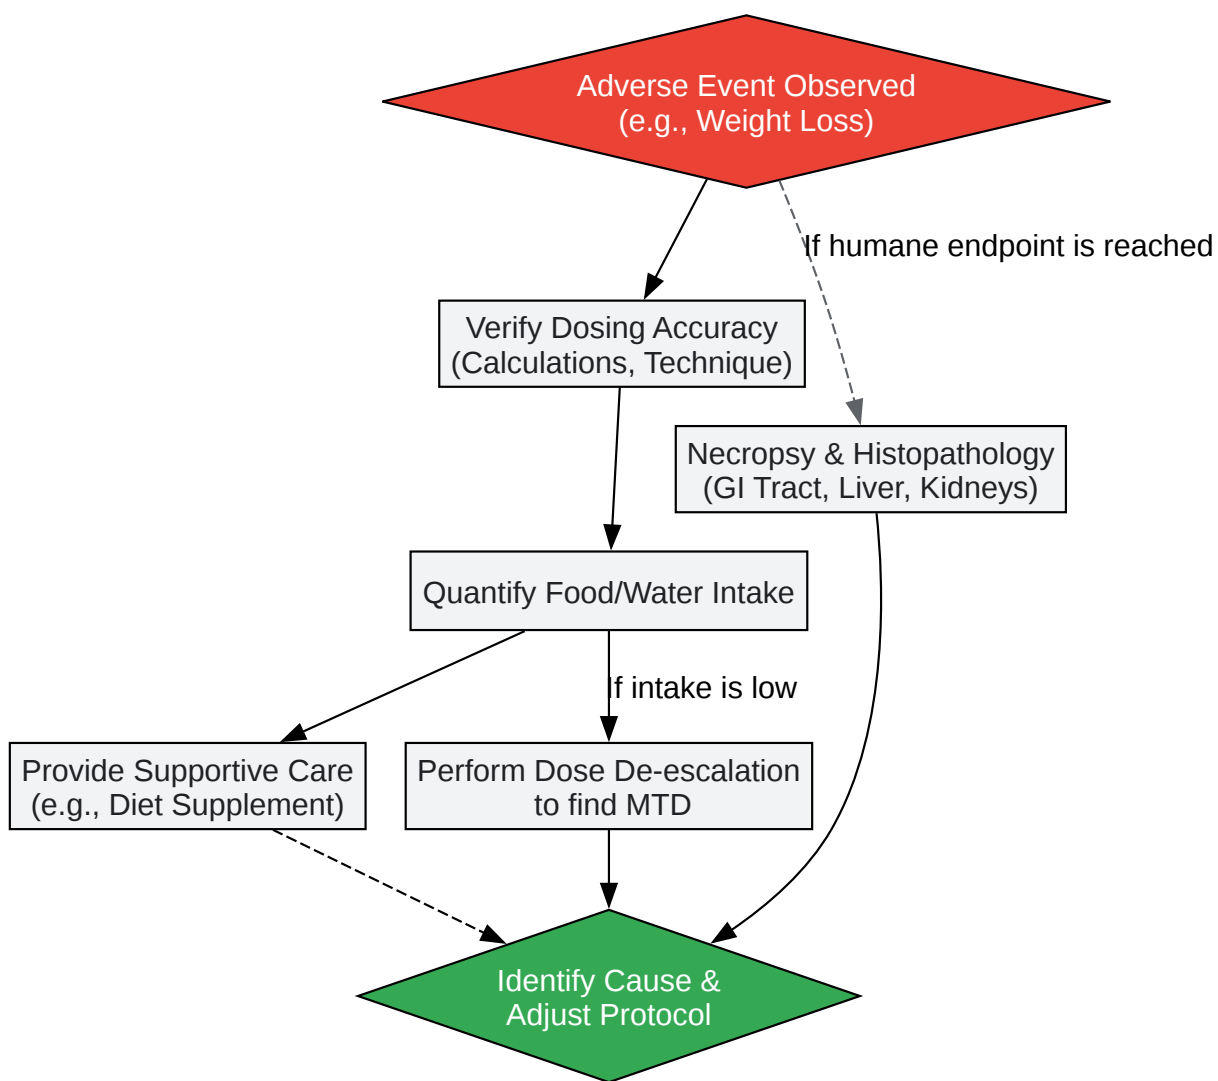 Adverse Event Observed
(e.g., Weight Loss)
If humane endpoint is reached
Verify Dosing Accuracy
(Calculations, Technique)
Necropsy & Histopathology
(GI Tract, Liver, Kidneys)
Quantify Food/Water Intake
If intake is low
Provide Supportive Care
(e.g., Diet Supplement)
Perform Dose De-escalation
to find MTD
Identify Cause &
Adjust Protocol